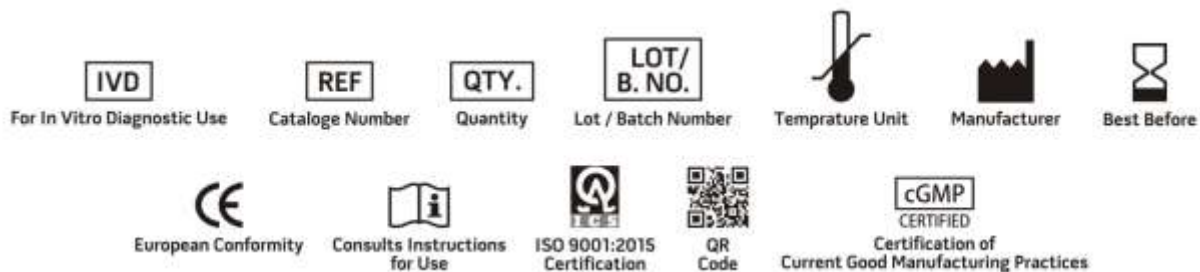 IVD
For In Vitro Diagnostic Use
REF
Cataloge Number
QTY.
Quantity
LOT/
B. NO.
Lot / Batch Number
Temprature Unit
Manufacturer
Best Before
CE
European Conformity
i
Consults Instructions
for Use
ICS
ISO 9001:2015
Certification
QR
Code
cGMP
CERTIFIED
Certification of
Current Good Manufacturing Practices